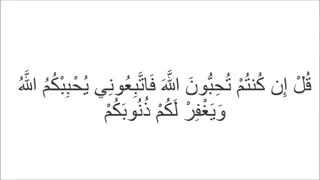 قُلْ إِن كُنتُمْ تُحِبُّونَ اللَّهَ فَاتَّبِعُونِي يُحْبِبْكُمُ اللَّهُ
وَيَغْفِرْ لَكُمْ ذُنُوبَكُمْ